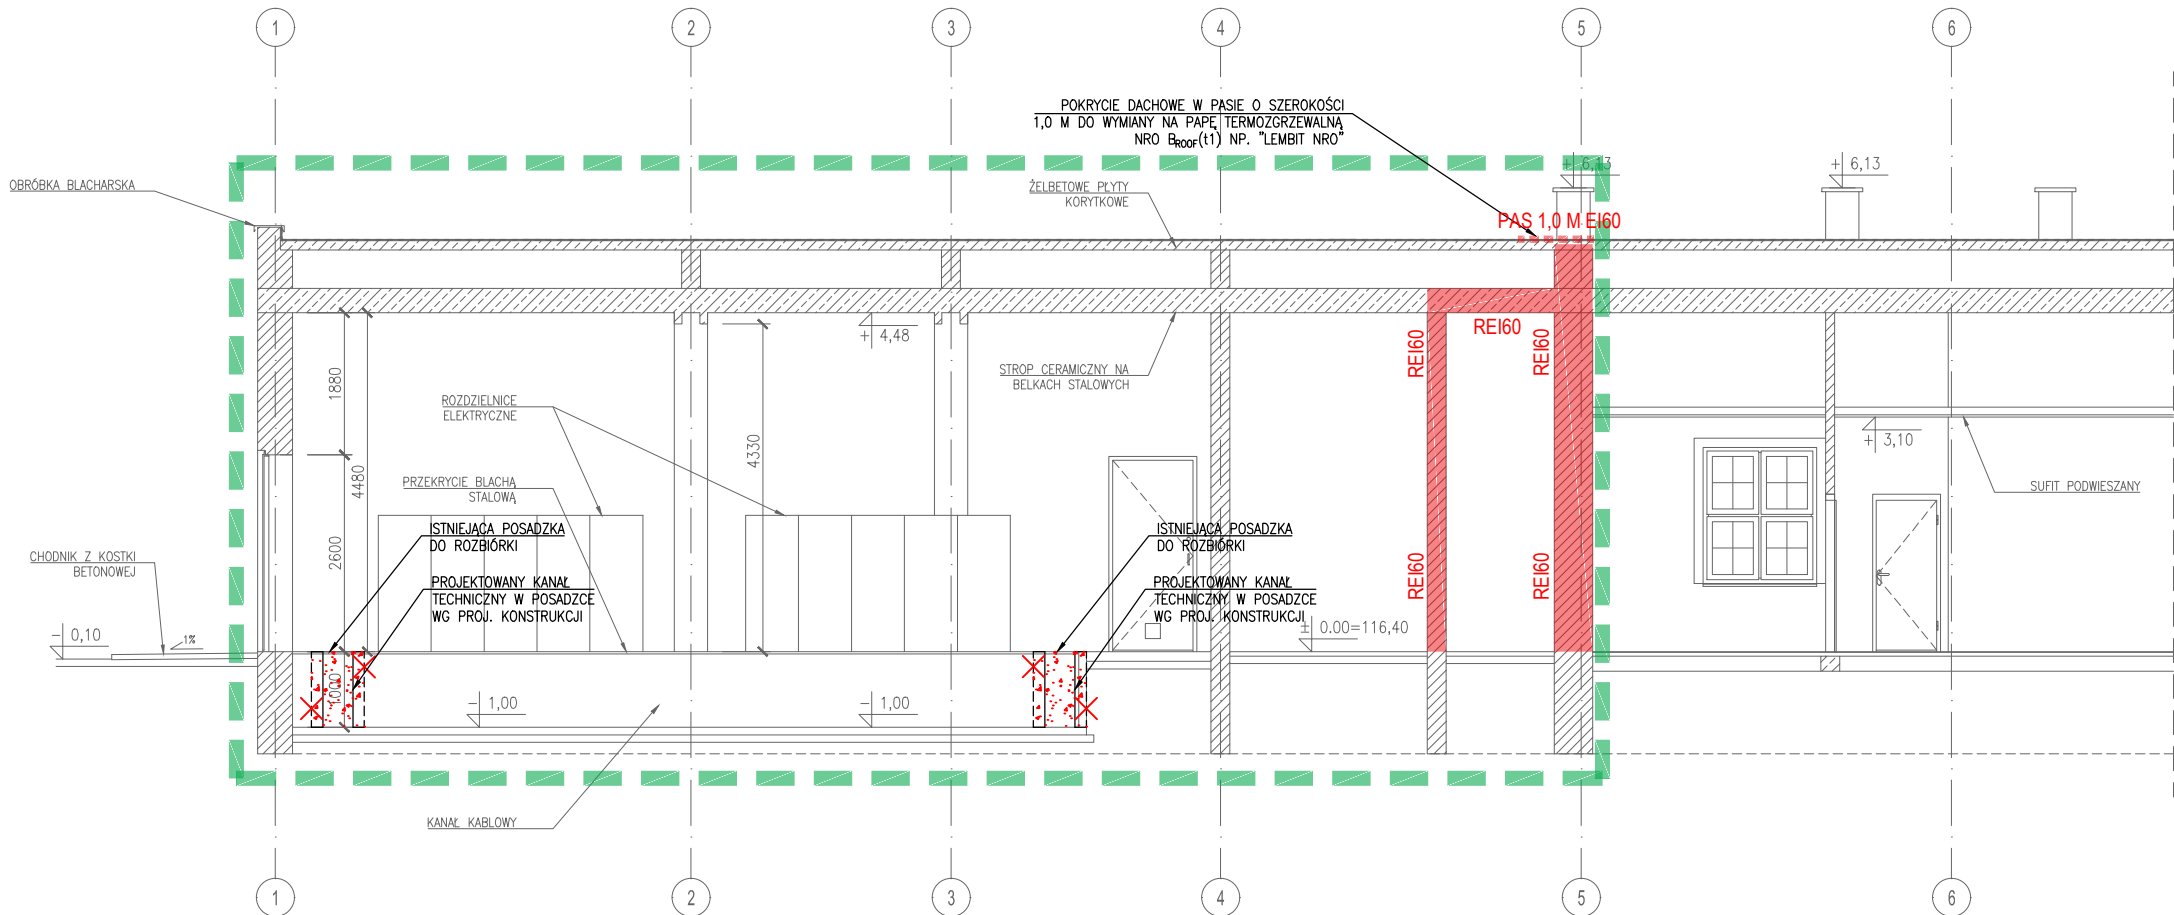 1
2
3
4
5
6
POKRYCIE DACHOWE W PASIE O SZEROKOŚCI
1,0 M DO WYMIANY NA PAPĘ TERMOZGRZEWALNĄ
NRO BROOF(t1) NP. "LEMBIT NRO"
+ 6,13
+ 6,13
OBRÓBKA BLACHARSKA
ŻELBETOWE PŁYTY
KORYTKOWE
PAS 1,0 M EI60
+ 4,48
REI60
REI60
REI60
1880
STROP CERAMICZNY NA
BELKACH STALOWYCH
ROZDZIELNICE
ELEKTRYCZNE
4330
4480
+ 3,10
PRZEKRYCIE BLACHĄ
STALOWĄ
SUFIT PODWIESZANY
ISTNIEJĄCA POSADZKA
DO ROZBIÓRKI
ISTNIEJĄCA POSADZKA
DO ROZBIÓRKI
2600
CHODNIK Z KOSTKI
BETONOWEJ
PROJEKTOWANY KANAŁ
TECHNICZNY W POSADZCE
WG PROJ. KONSTRUKCJI
PROJEKTOWANY KANAŁ
TECHNICZNY W POSADZCE
WG PROJ. KONSTRUKCJI
REI60
REI60
- 0,10
1%
± 0.00=116,40
1000
- 1,00
- 1,00
KANAŁ KABLOWY
1
2
3
4
5
6